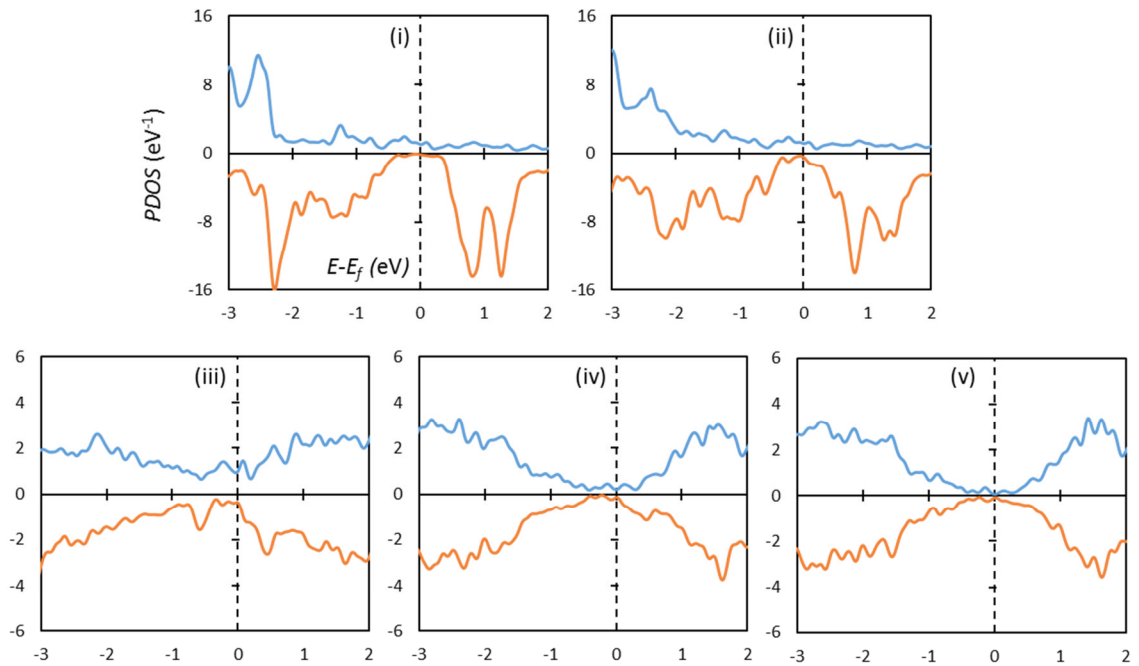 (i) (ii)
16 16
8 8
0 0
-8 -8
-16 -16
PDOS (eV-1)
E-Ef (eV)
-3 -2 -1 0 1 2 -3 -2 -1 0 1 2
(iii) (iv) (v)
6 6 6
4 4 4
2 2 2
0 0 0
-2 -2 -2
-4 -4 -4
-6 -6 -6
-3 -2 -1 0 1 2 -3 -2 -1 0 1 2 -3 -2 -1 0 1 2